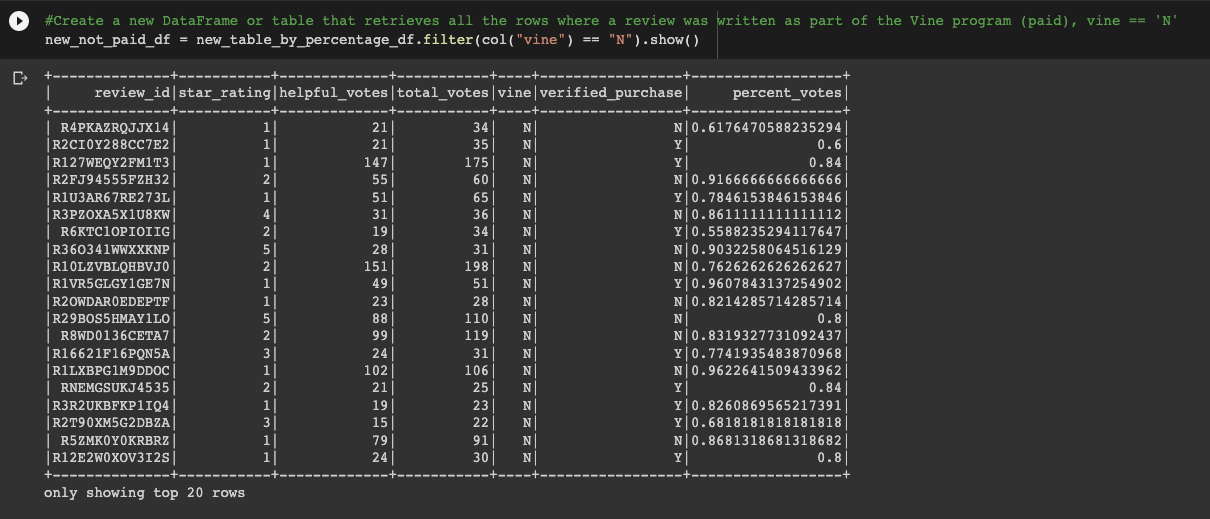 #Create a new DataFrame or table that retrieves all the rows where a review was written as part of the Vine program (paid), vine == 'N'
new_not_paid_df = new_table_by_percentage_df.filter(col("vine") == "N").show()
+--------------+-----------+-------------+-----------+----+-----------------+------------------+
|     review_id|star_rating|helpful_votes|total_votes|vine|verified_purchase|     percent_votes|
+--------------+-----------+-------------+-----------+----+-----------------+------------------+
| R4PKAZRQJJX14|          1|           21|         34|   N|                N|0.6176470588235294|
|R2CI0Y288CC7E2|          1|           21|         35|   N|                Y|               0.6|
|R127WEQY2FM1T3|          1|          147|        175|   N|                Y|              0.84|
|R2FJ94555FZH32|          2|           55|         60|   N|                N|0.9166666666666666|
|R1U3AR67RE273L|          1|           51|         65|   N|                Y|0.7846153846153846|
|R3PZOXA5X1U8KW|          4|           31|         36|   N|                N|0.8611111111111112|
| R6KTC1OPIOIIG|          2|           19|         34|   N|                Y|0.5588235294117647|
|R36O341WWXXKNP|          5|           28|         31|   N|                N|0.9032258064516129|
|R10LZVBLQHBVJ0|          2|          151|        198|   N|                N|0.7626262626262627|
|R1VR5GLGY1GE7N|          1|           49|         51|   N|                Y|0.9607843137254902|
|R2OWDAR0EDEPTF|          1|           23|         28|   N|                N|0.8214285714285714|
|R29BOS5HMAY1LO|          5|           88|        110|   N|                N|               0.8|
| R8WD0136CETA7|          2|           99|        119|   N|                N|0.8319327731092437|
|R16621F16PQN5A|          3|           24|         31|   N|                Y|0.7741935483870968|
|R1LXBPG1M9DDOC|          1|          102|        106|   N|                N|0.9622641509433962|
| RNEMGSUKJ4535|          2|           21|         25|   N|                Y|              0.84|
|R3R2UKBFKP1IQ4|          1|           19|         23|   N|                Y|0.8260869565217391|
|R2T90XM5G2DBZA|          3|           15|         22|   N|                Y|0.6818181818181818|
| R5ZMK0Y0KRBRZ|          1|           79|         91|   N|                N|0.8681318681318682|
|R12E2W0XOV3I2S|          1|           24|         30|   N|                Y|               0.8|
+--------------+-----------+-------------+-----------+----+-----------------+------------------+
only showing top 20 rows